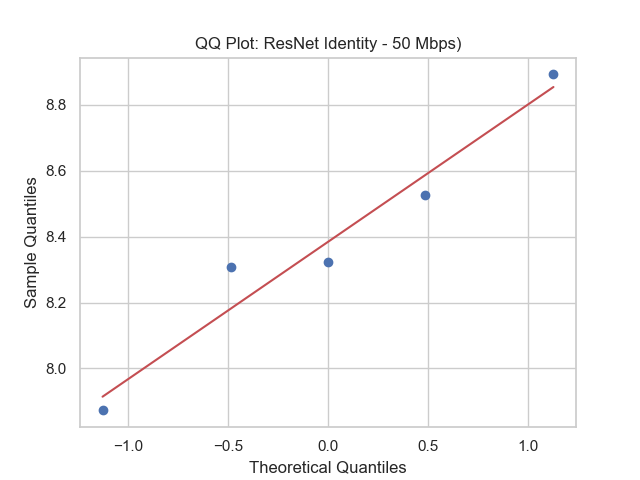 QQ Plot: ResNet Identity - 50 Mbps)
8.8
8.6
8.4
8.2
8.0
Sample Quantiles
−1.0 −0.5 0.0 0.5 1.0
Theoretical Quantiles